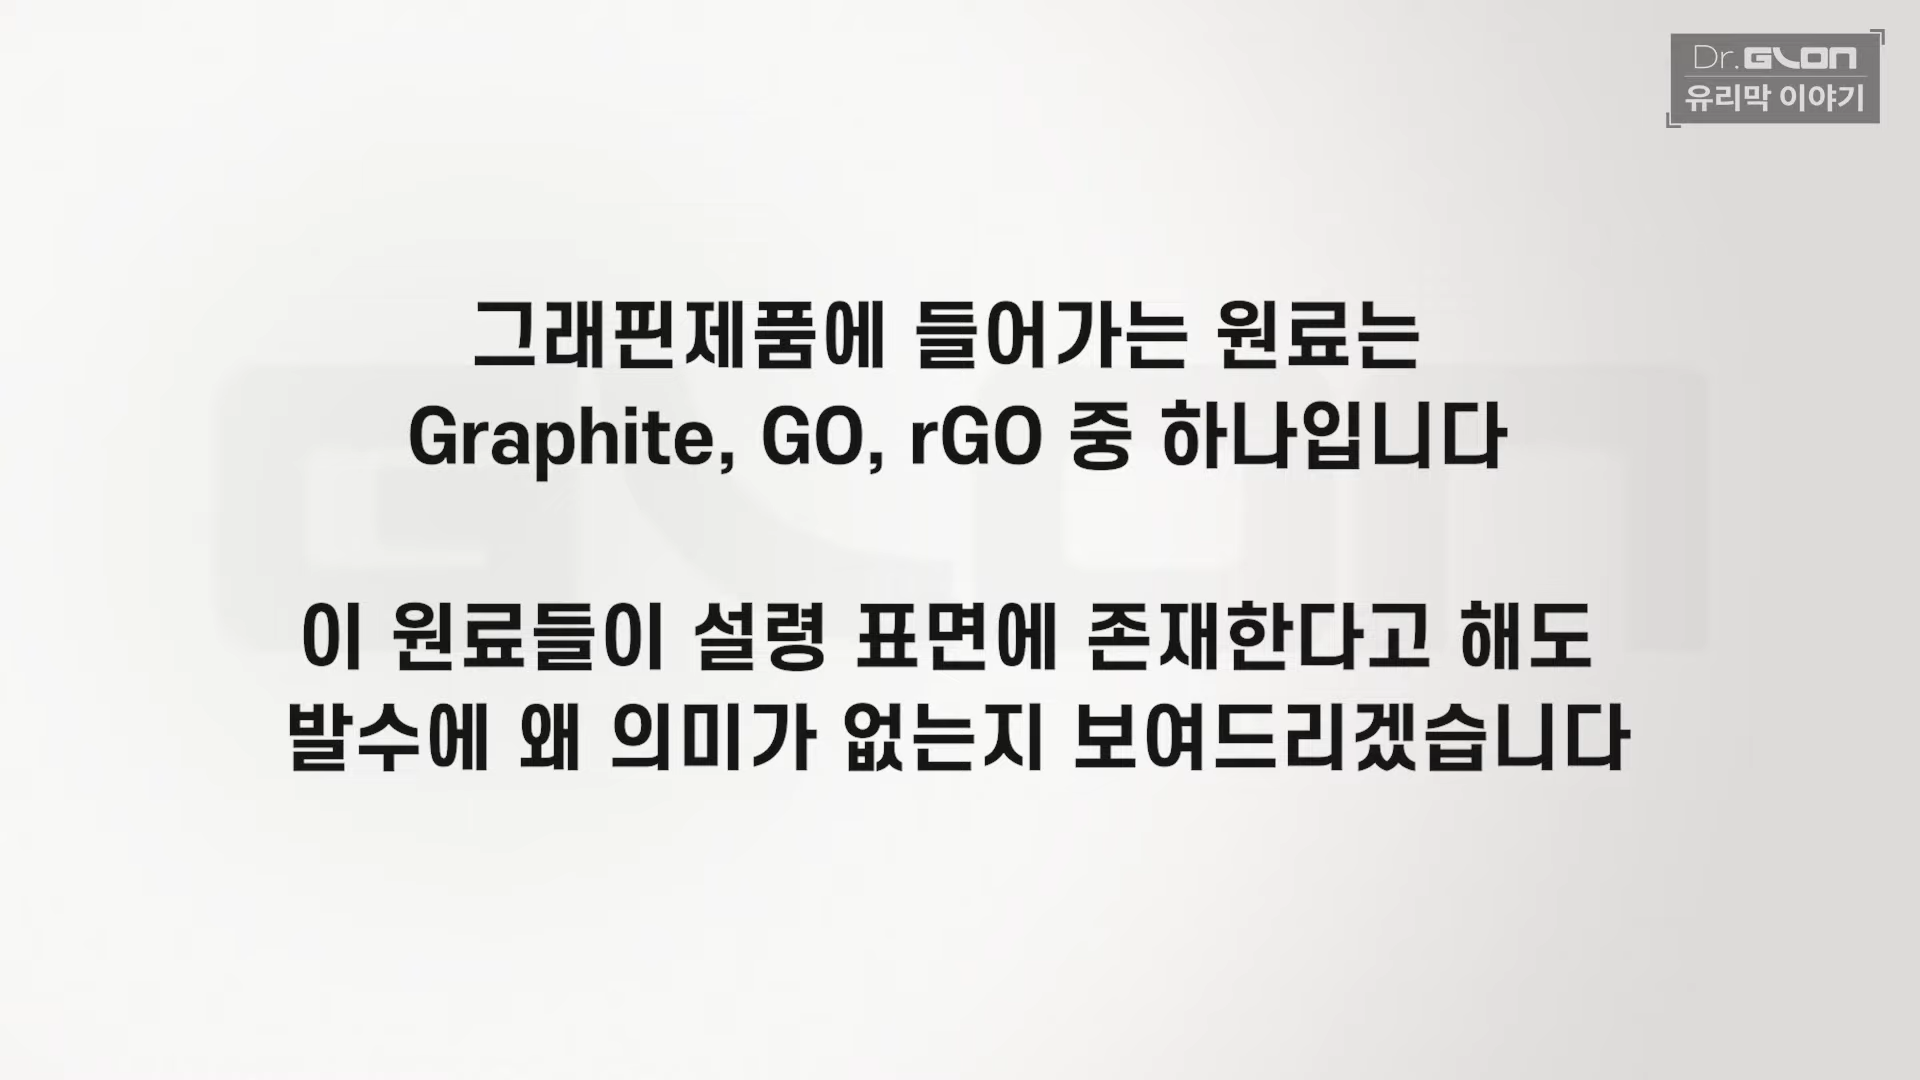 Dr. GLON
유리막 이야기
그래핀제품에 들어가는 원료는
Graphite, GO, rGO 중 하나입니다
이 원료들이 설령 표면에 존재한다고 해도
발수에 왜 의미가 없는지 보여드리겠습니다